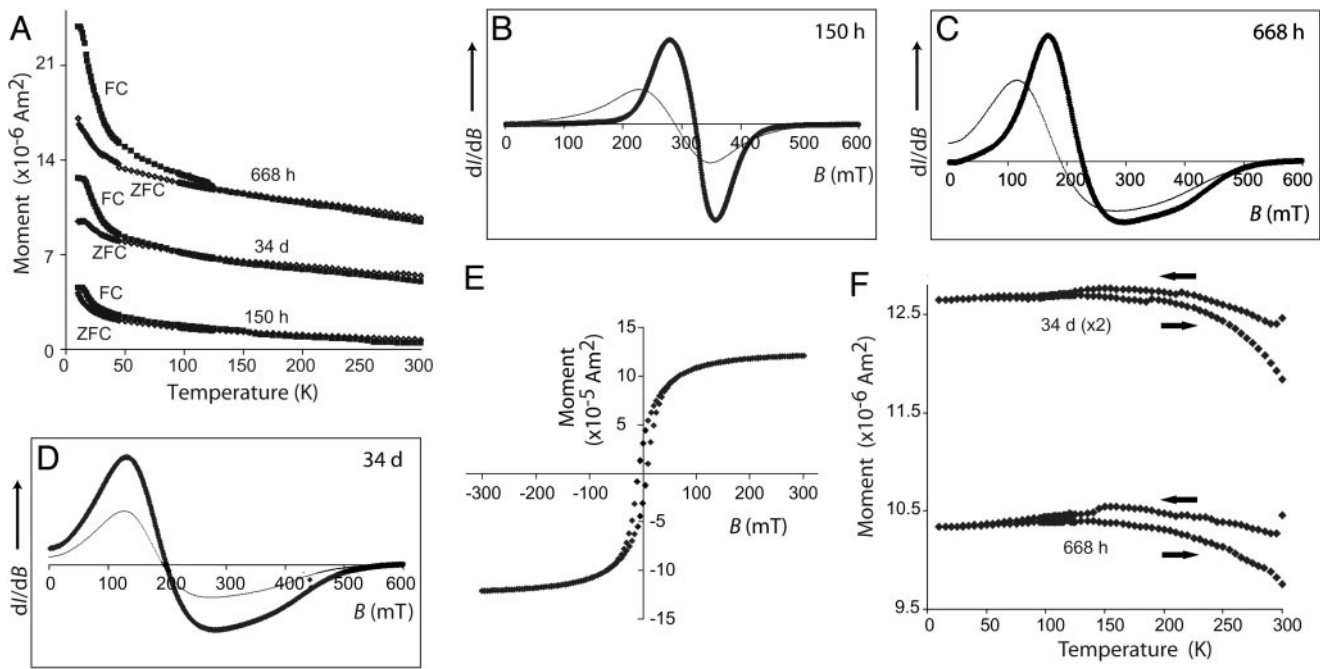 A
Moment (x10-6 Am2)
21
14
7
0
FC
ZFC
668 h
FC
ZFC
34 d
FC
ZFC
150 h
0 50 100 150 200 250 300
Temperature (K)
B
150 h
dI/dB
0 100 200 300 400 500 600
B (mT)
C
668 h
dI/dB
0 100 200 300 400 500 600
B (mT)
D
34 d
dI/dB
0 100 200 300 400 500 600
B (mT)
E
Moment
(x10-5 Am2)
15
10
5
-5
-10
-15
-300 -200 -100 0 100 200 300
B (mT)
F
Moment (x10-6 Am2)
12.5
11.5
10.5
9.5
34 d (x2)
668 h
0 50 100 150 200 250 300
Temperature (K)